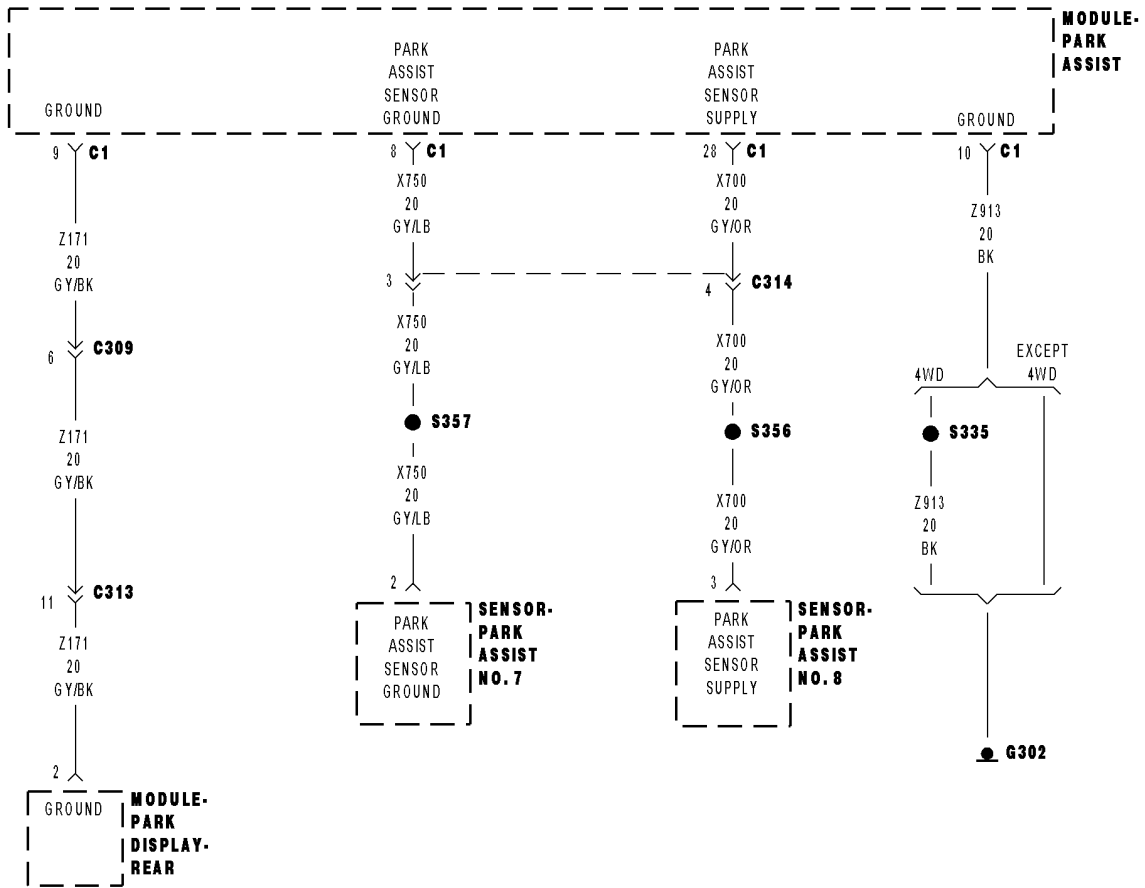 MODULE-
PARK
ASSIST
GROUND
PARK
ASSIST
SENSOR
GROUND
PARK
ASSIST
SENSOR
SUPPLY
GROUND
9 C1
8 C1
28 C1
10 C1
Z171
20
GY/BK
6 C309
Z171
20
GY/BK
11 C313
Z171
20
GY/BK
2
GROUND
MODULE-
PARK
DISPLAY-
REAR
X750
20
GY/LB
3
X750
20
GY/LB
S357
X750
20
GY/LB
2
PARK
ASSIST
SENSOR
GROUND
SENSOR-
PARK
ASSIST
NO. 7
X700
20
GY/OR
4 C314
X700
20
GY/OR
S356
X700
20
GY/OR
3
PARK
ASSIST
SENSOR
SUPPLY
SENSOR-
PARK
ASSIST
NO. 8
Z913
20
BK
4WD
EXCEPT
4WD
S335
Z913
20
BK
G302